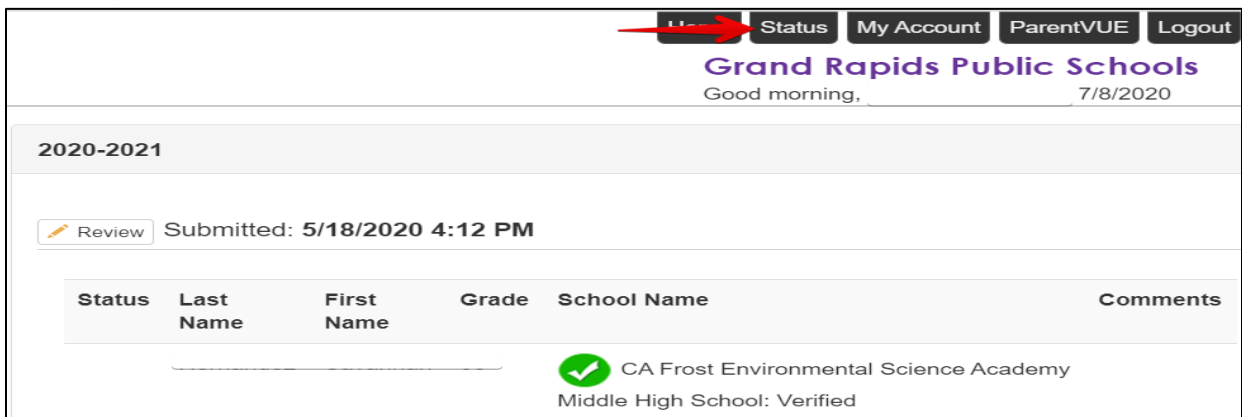 Status My Account ParentVUE Logout
Grand Rapids Public Schools
Good morning, 7/8/2020
2020-2021
Review Submitted: 5/18/2020 4:12 PM
Status Last Name First Name Grade School Name Comments
CA Frost Environmental Science Academy
Middle High School: Verified